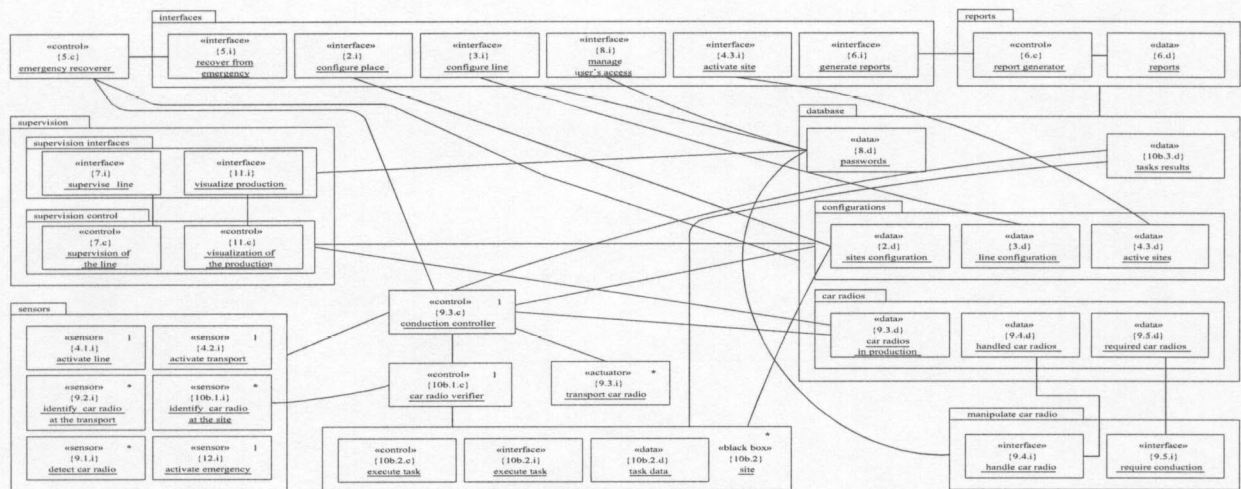 interfaces
reports
«control»
{5.c}
emergency recoverer
«interface»
{5.i}
recover from
emergency
«interface»
{2.i}
configure place
«interface»
{3.i}
configure line
«interface»
{8.i}
manage
user's access
«interface»
{4.3.i}
activate site
«interface»
{6.i}
generate reports
«control»
{6.c}
report generator
«data»
{6.d}
reports
supervision
supervision interfaces
«interface»
{7.i}
supervise line
«interface»
{11.i}
visualize production
supervision control
«control»
{7.c}
supervision of
the line
«control»
{11.c}
visualization of
the production
database
«data»
{8.d}
passwords
«data»
{10b.3.d}
tasks results
configurations
«data»
{2.d}
sites configuration
«data»
{3.d}
line configuration
«data»
{4.3.d}
active sites
car radios
«data»
{9.3.d}
car radios
in production
«data»
{9.4.d}
handled car radios
«data»
{9.5.d}
required car radios
sensors
«sensor» 1
{4.1.i}
activate line
«sensor» 1
{4.2.i}
activate transport
«sensor» *
{9.2.i}
identify car radio
at the transport
«sensor» *
{10b.1.i}
identify car radio
at the site
«sensor» *
{9.1.i}
detect car radio
«sensor» 1
{12.i}
activate emergency
«control» 1
{9.3.c}
conduction controller
«control» 1
{10b.1.c}
car radio verifier
«actuator» *
{9.3.i}
transport car radio
«control»
{10b.2.c}
execute task
«interface»
{10b.2.i}
execute task
«data»
{10b.2.d}
task data
*
«black box»
{10b.2}
site
manipulate car radio
«interface»
{9.4.i}
handle car radio
«interface»
{9.5.i}
require conduction